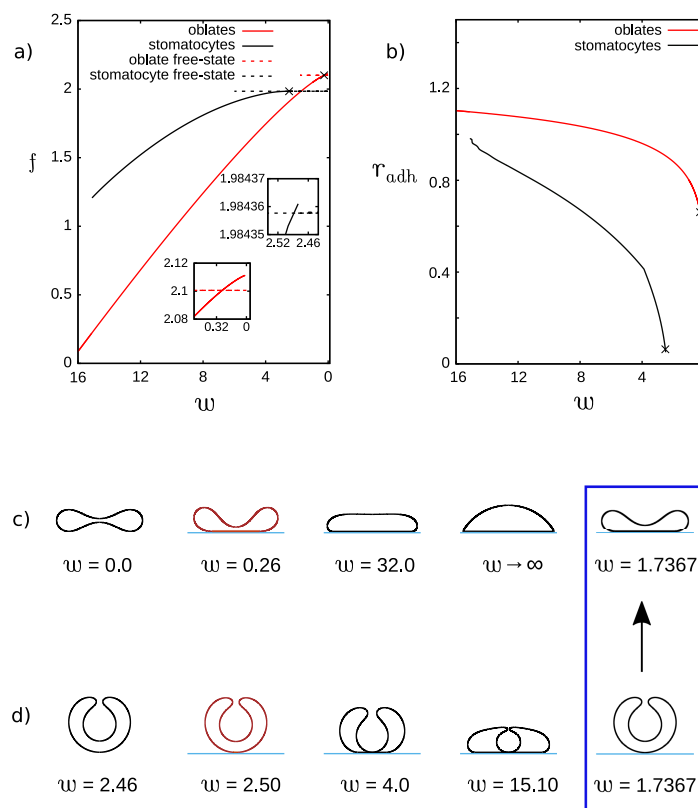 a)
oblates
stomatocytes
oblate free-state
stomatocyte free-state
2.5
2
1.5
1
0.5
0
f
16
12
8
4
0
w
1.98437
1.98436
1.98435
2.52
2.46
2.12
2.1
2.08
0.32
0
b)
oblates
stomatocytes
1.2
0.8
0.4
0
r_adh
16
12
8
4
w
c)
w = 0.0
w = 0.26
w = 32.0
w → ∞
w = 1.7367
d)
w = 2.46
w = 2.50
w = 4.0
w = 15.10
w = 1.7367